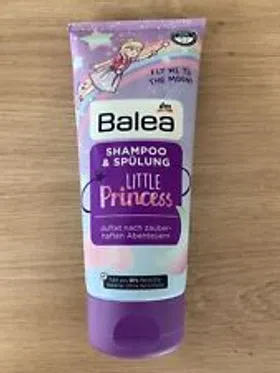 FLY ME TO
THE MOON!
dm
Balea
SHAMPOO
& SPÜLUNG
LITTLE
Princess
duftet nach zauber-
haften Abenteuern